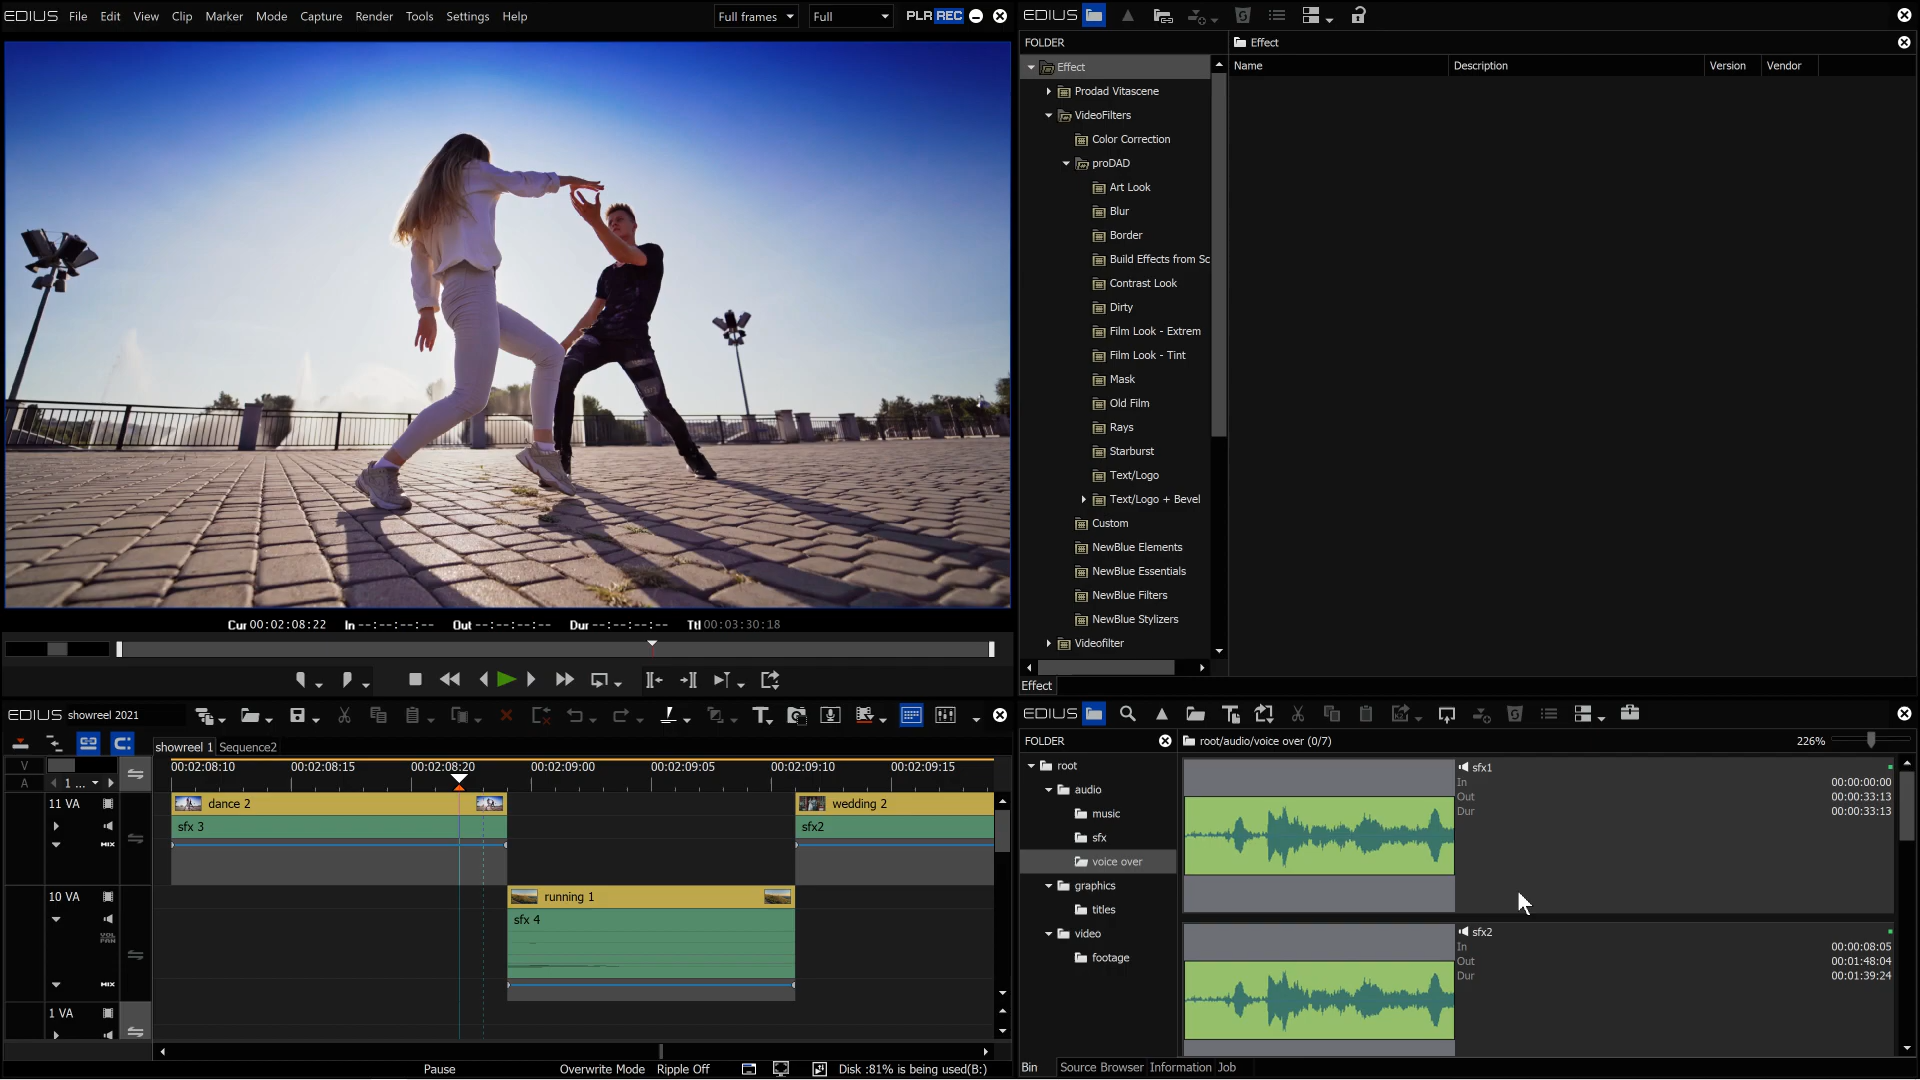 EDIUS File Edit View Clip Marker Mode Capture Render Tools Settings Help
Full frames Full PLR REC
Cur 00:02:08:22 In --:--:--:-- Out --:--:--:-- Dur --:--:--:-- Ttl 00:03:30:18
EDIUS
FOLDER
Effect
Prodad Vitascene
VideoFilters
Color Correction
proDAD
Art Look
Blur
Border
Build Effects from Sc
Contrast Look
Dirty
Film Look - Extrem
Film Look - Tint
Mask
Old Film
Rays
Starburst
Text/Logo
Text/Logo + Bevel
Custom
NewBlue Elements
NewBlue Essentials
NewBlue Filters
NewBlue Stylizers
Videofilter
Effect
Effect
Name Description Version Vendor
EDIUS showreel 2021
showreel 1 Sequence2
00:02:08:10 00:02:08:15 00:02:08:20 00:02:09:00 00:02:09:05 00:02:09:10 00:02:09:15
V
A 1 ...
11 VA
dance 2
wedding 2
sfx 3
sfx2
MIX
10 VA
running 1
sfx 4
VOL
PAN
MIX
1 VA
Pause Overwrite Mode Ripple Off Disk :81% is being used(B:)
EDIUS
FOLDER
root
audio
music
sfx
voice over
graphics
titles
video
footage
root/audio/voice over (0/7) 226%
sfx1
In 00:00:00:00
Out 00:00:33:13
Dur 00:00:33:13
sfx2
In 00:00:08:05
Out 00:01:48:04
Dur 00:01:39:24
Bin Source Browser Information Job